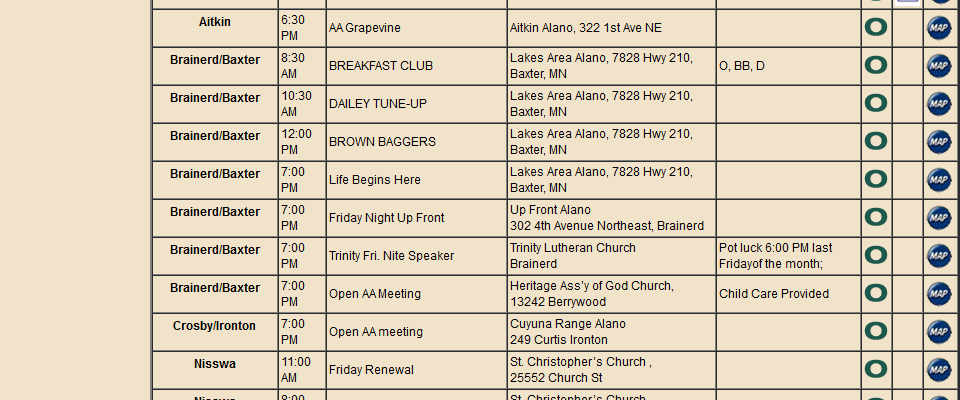 Aitkin 6:30 PM AA Grapevine Aitkin Alano, 322 1st Ave NE O MAP
Brainerd/Baxter 8:30 AM BREAKFAST CLUB Lakes Area Alano, 7828 Hwy 210, Baxter, MN O, BB, D O MAP
Brainerd/Baxter 10:30 AM DAILEY TUNE-UP Lakes Area Alano, 7828 Hwy 210, Baxter, MN O MAP
Brainerd/Baxter 12:00 PM BROWN BAGGERS Lakes Area Alano, 7828 Hwy 210, Baxter, MN O MAP
Brainerd/Baxter 7:00 PM Life Begins Here Lakes Area Alano, 7828 Hwy 210, Baxter, MN O MAP
Brainerd/Baxter 7:00 PM Friday Night Up Front Up Front Alano 302 4th Avenue Northeast, Brainerd O MAP
Brainerd/Baxter 7:00 PM Trinity Fri. Nite Speaker Trinity Lutheran Church Brainerd Pot luck 6:00 PM last Fridayof the month; O MAP
Brainerd/Baxter 7:00 PM Open AA Meeting Heritage Ass'y of God Church, 13242 Berrywood Child Care Provided O MAP
Crosby/Ironton 7:00 PM Open AA meeting Cuyuna Range Alano 249 Curtis Ironton O MAP
Nisswa 11:00 AM Friday Renewal St. Christopher's Church , 25552 Church St O MAP
Nisswa 8:00 St. Christopher's Church